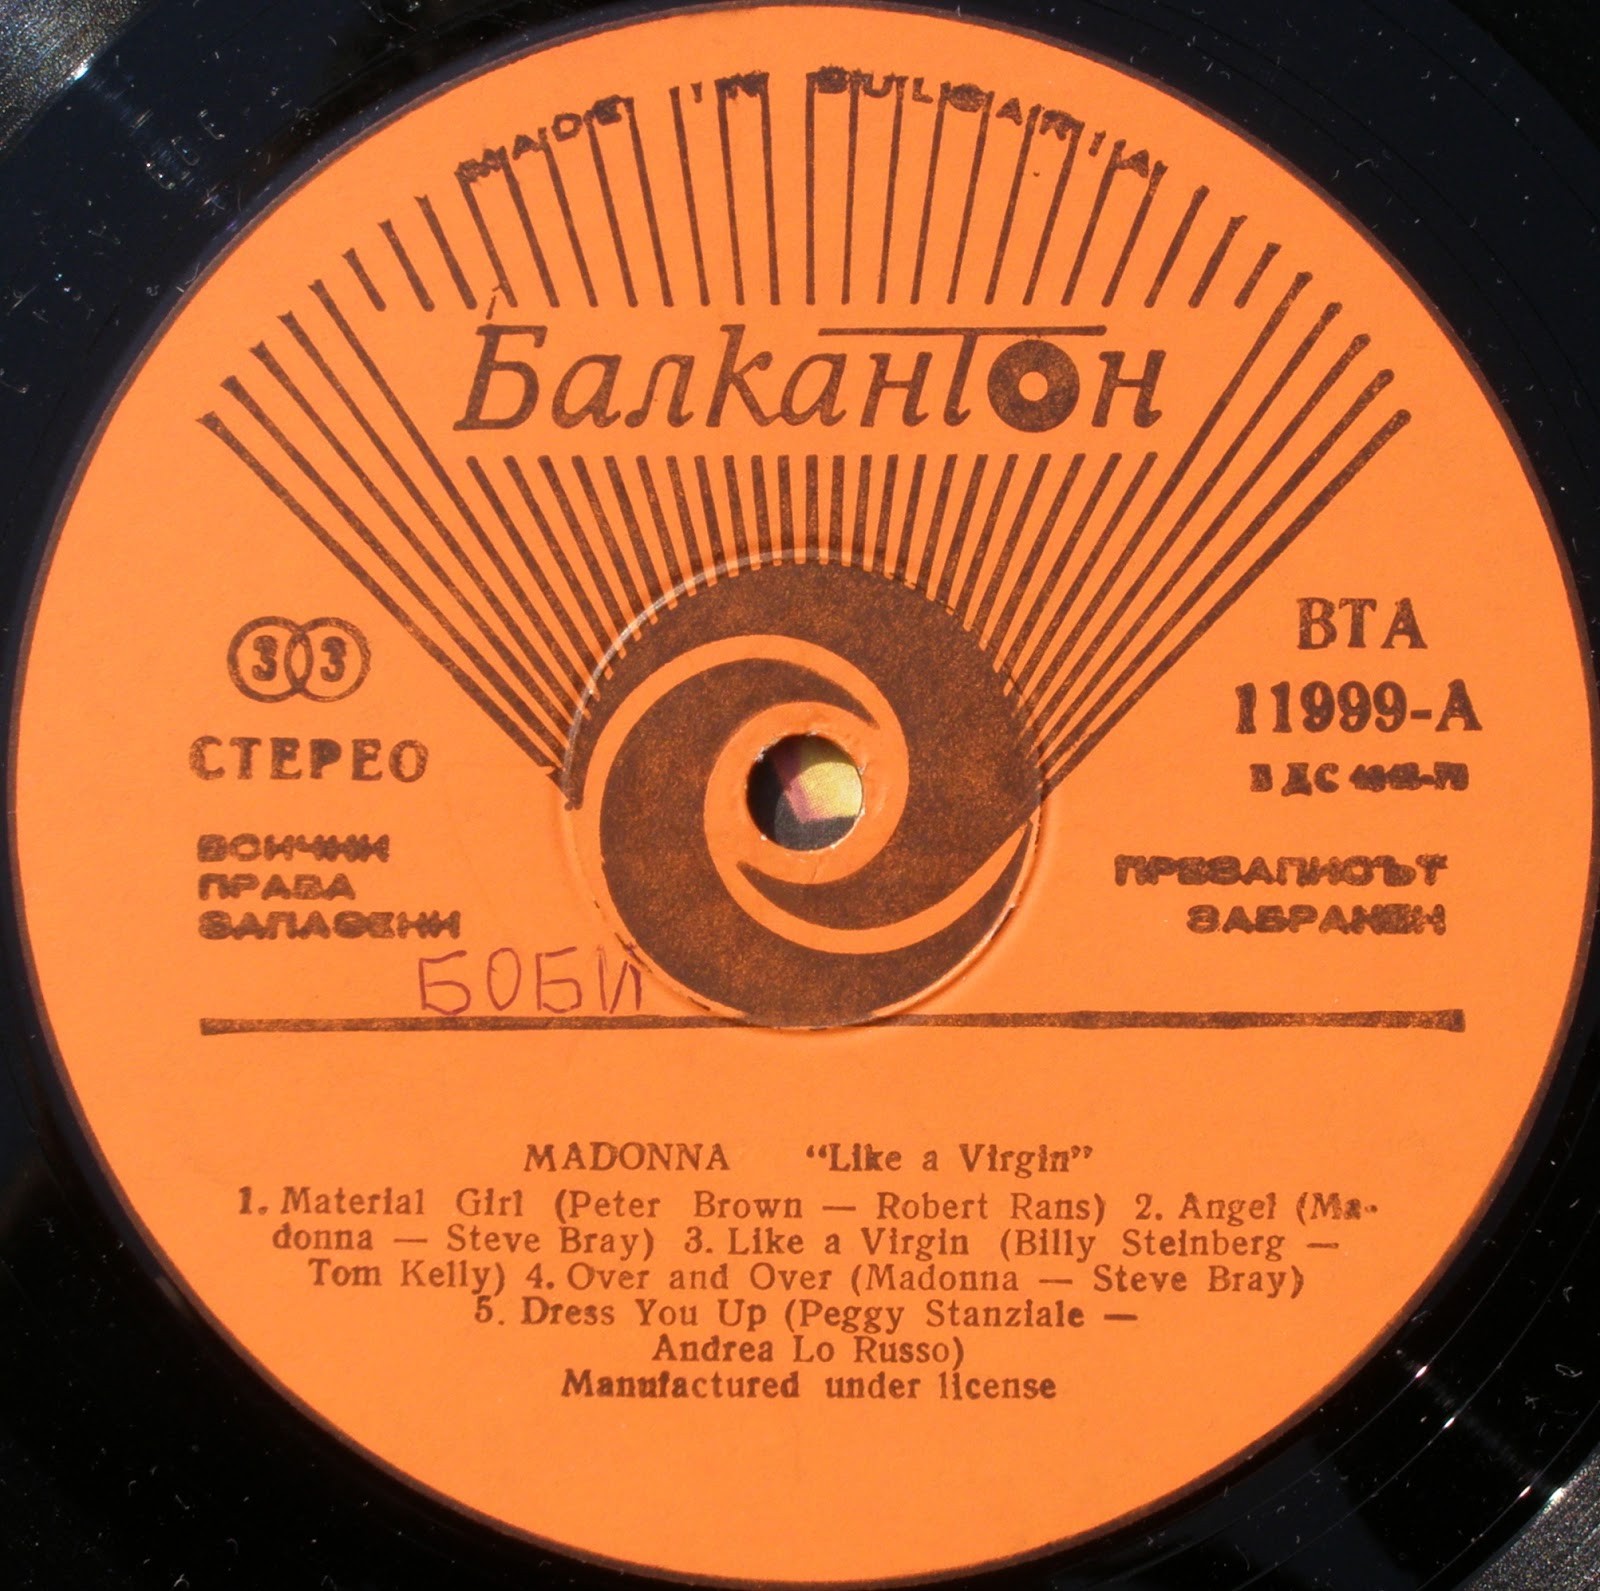 MADE IN BULGARIA
Балкантон
33
СТЕРЕО
ВСИЧКИ
ПРАВА
ЗАПАЗЕНИ
БОБИ
ВТА
11999-А
БДС
ПРЕЗАПИСЪТ
ЗАБРАНЕН
MADONNA “Like a Virgin”
1. Material Girl (Peter Brown — Robert Rans) 2. Angel (Ma-
donna — Steve Bray) 3. Like a Virgin (Billy Steinberg —
Tom Kelly) 4. Over and Over (Madonna — Steve Bray)
5. Dress You Up (Peggy Stanziale —
Andrea Lo Russo)
Manufactured under license